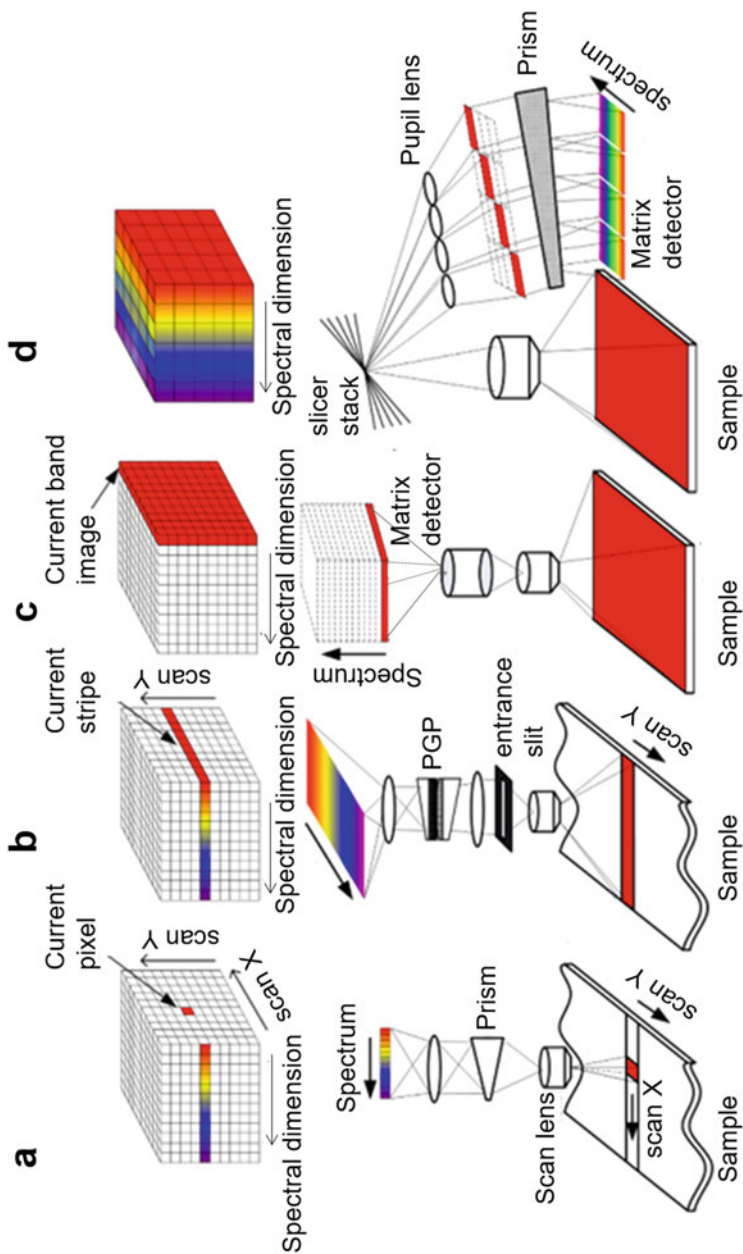 a
Current
pixel
scan Y
scan X
Spectral dimension
Spectrum
Prism
Scan lens
scan X
scan Y
Sample
b
Current
stripe
scan Y
Spectral dimension
PGP
entrance
slit
scan Y
Sample
c
Current band
image
Spectral dimension
Spectrum
Matrix
detector
Sample
d
Spectral dimension
slicer
stack
Pupil lens
Prism
spectrum
Matrix
detector
Sample